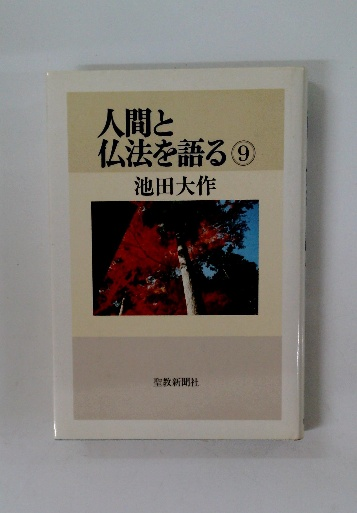 人間と
仏法を語る⑨
池田大作
聖教新聞社